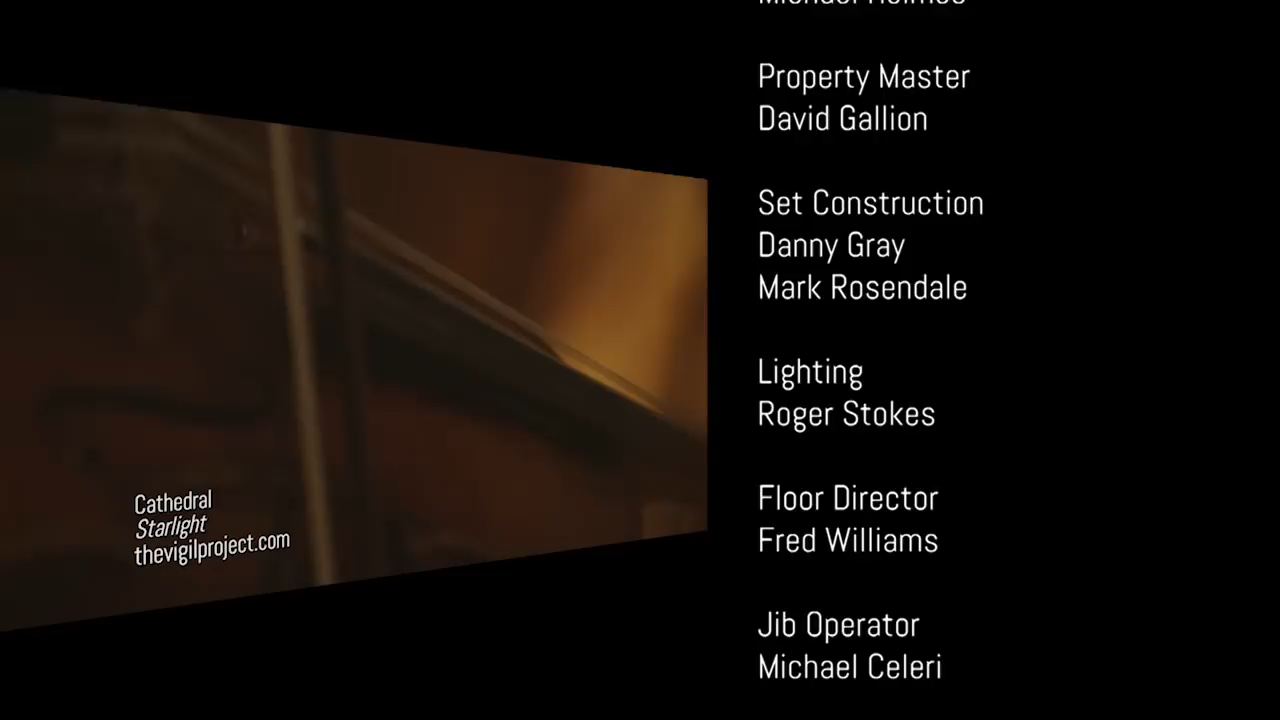 Property Master
David Gallion
Set Construction
Danny Gray
Mark Rosendale
Lighting
Roger Stokes
Floor Director
Fred Williams
Jib Operator
Michael Celeri
Cathedral
Starlight
thevigilproject.com